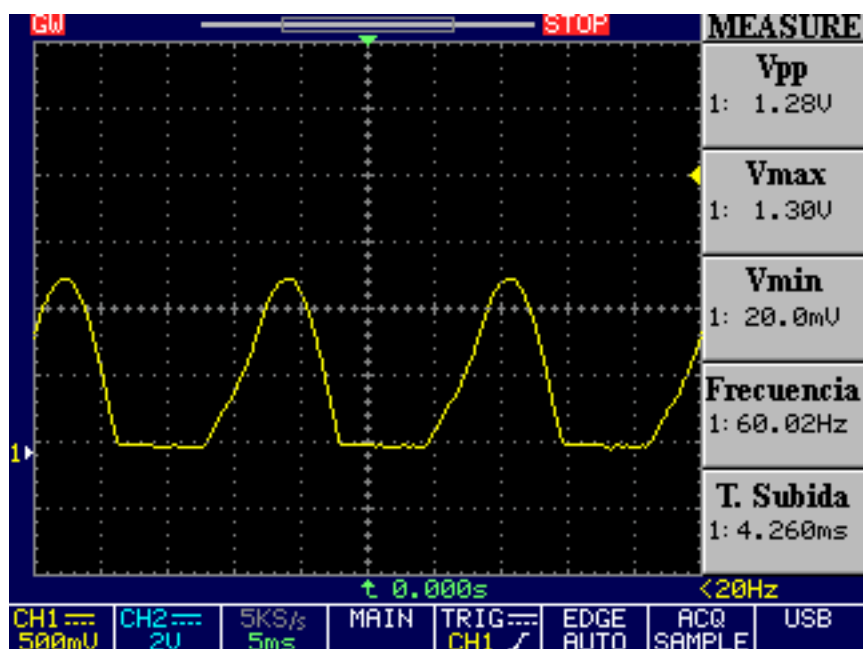 GW
STOP
MEASURE
Vpp
1: 1.28V
Vmax
1: 1.30V
Vmin
1: 20.0mV
Frecuencia
1:60.02Hz
T. Subida
1:4.260ms
1
0.000s
<20Hz
CH1
500mV
CH2
2V
5KS/s
5ms
MAIN
TRIG
CH1
EDGE
AUTO
ACQ
SAMPLE
USB